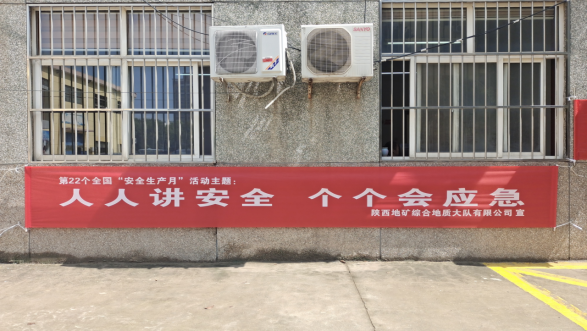 第22个全国“安全生产月”活动主题：
人人讲安全 个个会应急
陕西地矿综合地质大队有限公司 宣